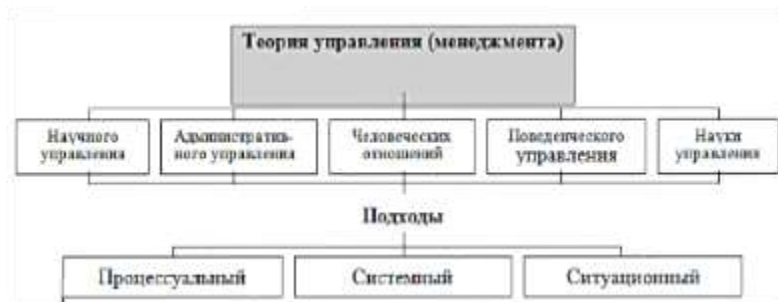 Теория управления (менеджмента)
Научного
управления
Административ-
ного управления
Человеческих
отношений
Поведенческого
управления
Науки
управления
Подходы
Процессуальный
Системный
Ситуационный